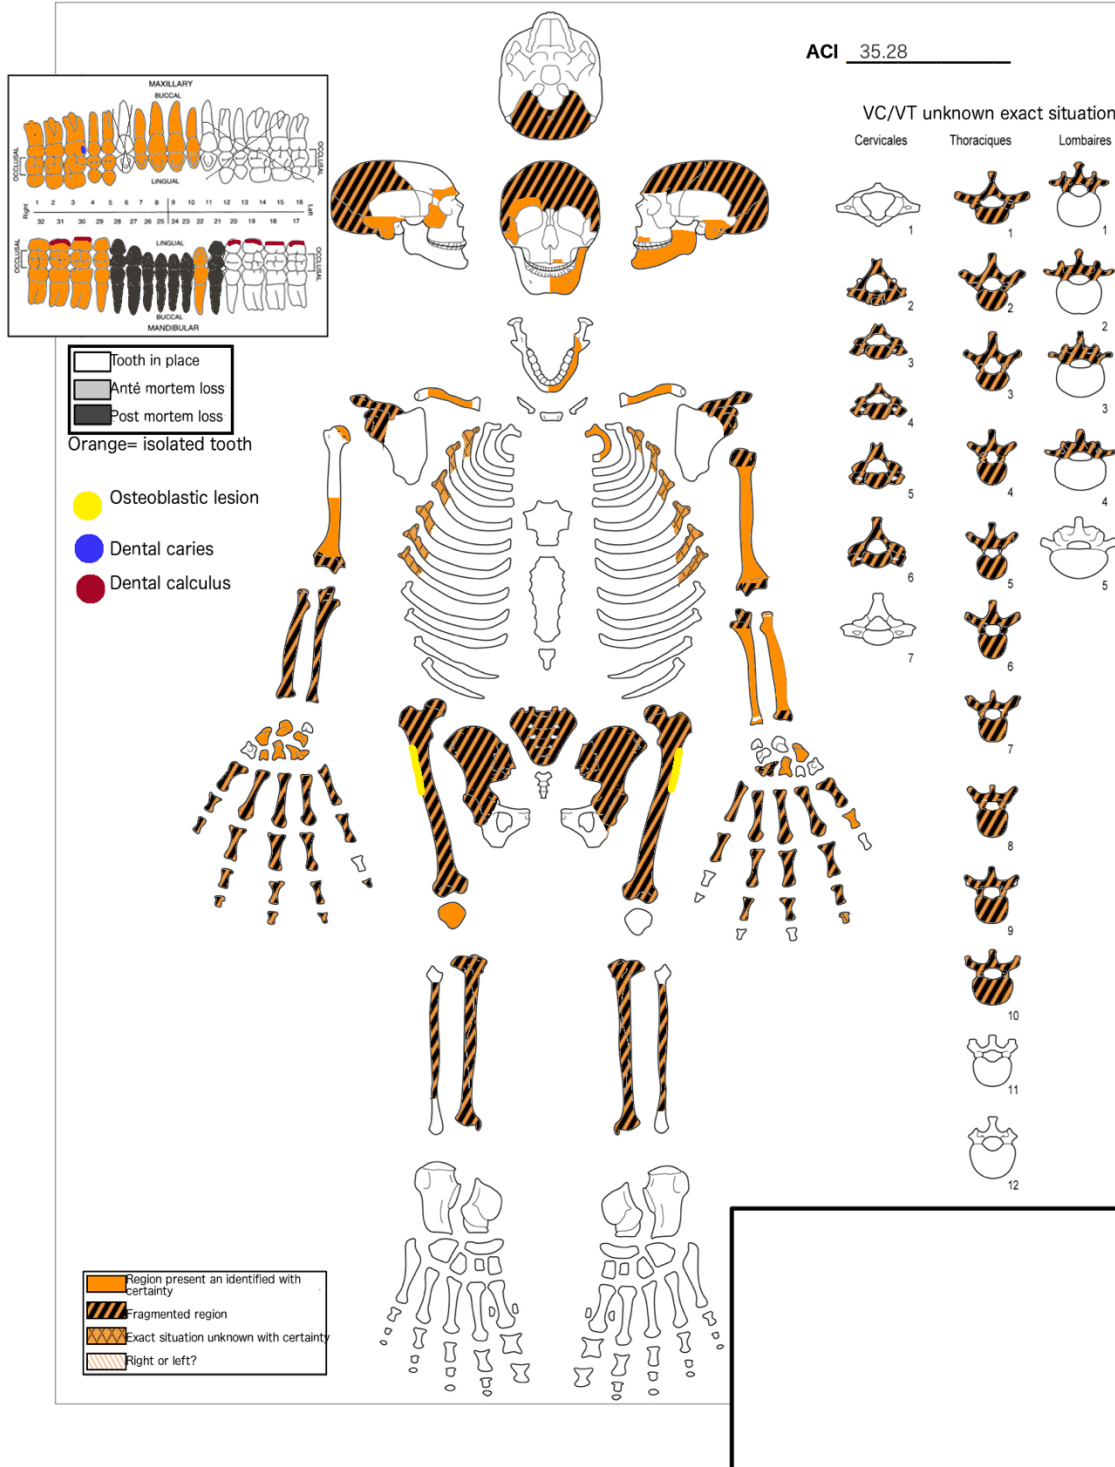 ACI 35.28
VC/VT unknown exact situation
Cervicales Thoraciques Lombaires
MAXILLARY
BUCCAL
OCCLUSAL OCCLUSAL
LINGUAL
Right 1 2 3 4 5 6 7 8 9 10 11 12 13 14 15 16 Left
32 31 30 29 28 27 26 25 24 23 22 21 20 19 18 17
LINGUAL
OCCLUSAL OCCLUSAL
BUCCAL
MANDIBULAR
Tooth in place
Anté mortem loss
Post mortem loss
Orange= isolated tooth
Osteoblastic lesion
Dental caries
Dental calculus
1
2
3
4
5
6
7
1
2
3
4
5
6
7
8
9
10
11
12
1
2
3
4
5
Region present an identified with
certainty
Fragmented region
Exact situation unknown with certainty
Right or left?